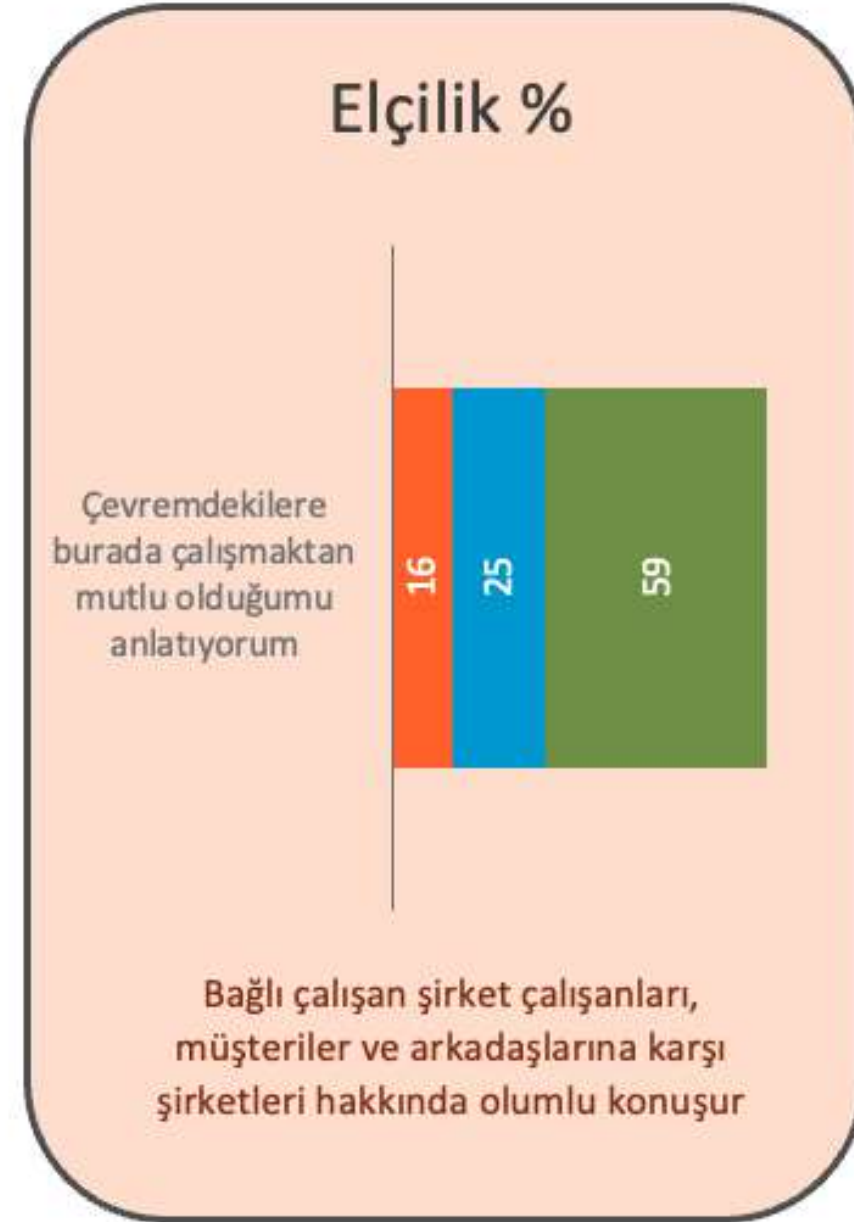 Elçilik %
Çevremdekilere
burada çalışmaktan
mutlu olduğumu
anlatıyorum
16
25
59
Bağlı çalışan şirket çalışanları,
müşteriler ve arkadaşlarına karşı
şirketleri hakkında olumlu konuşur